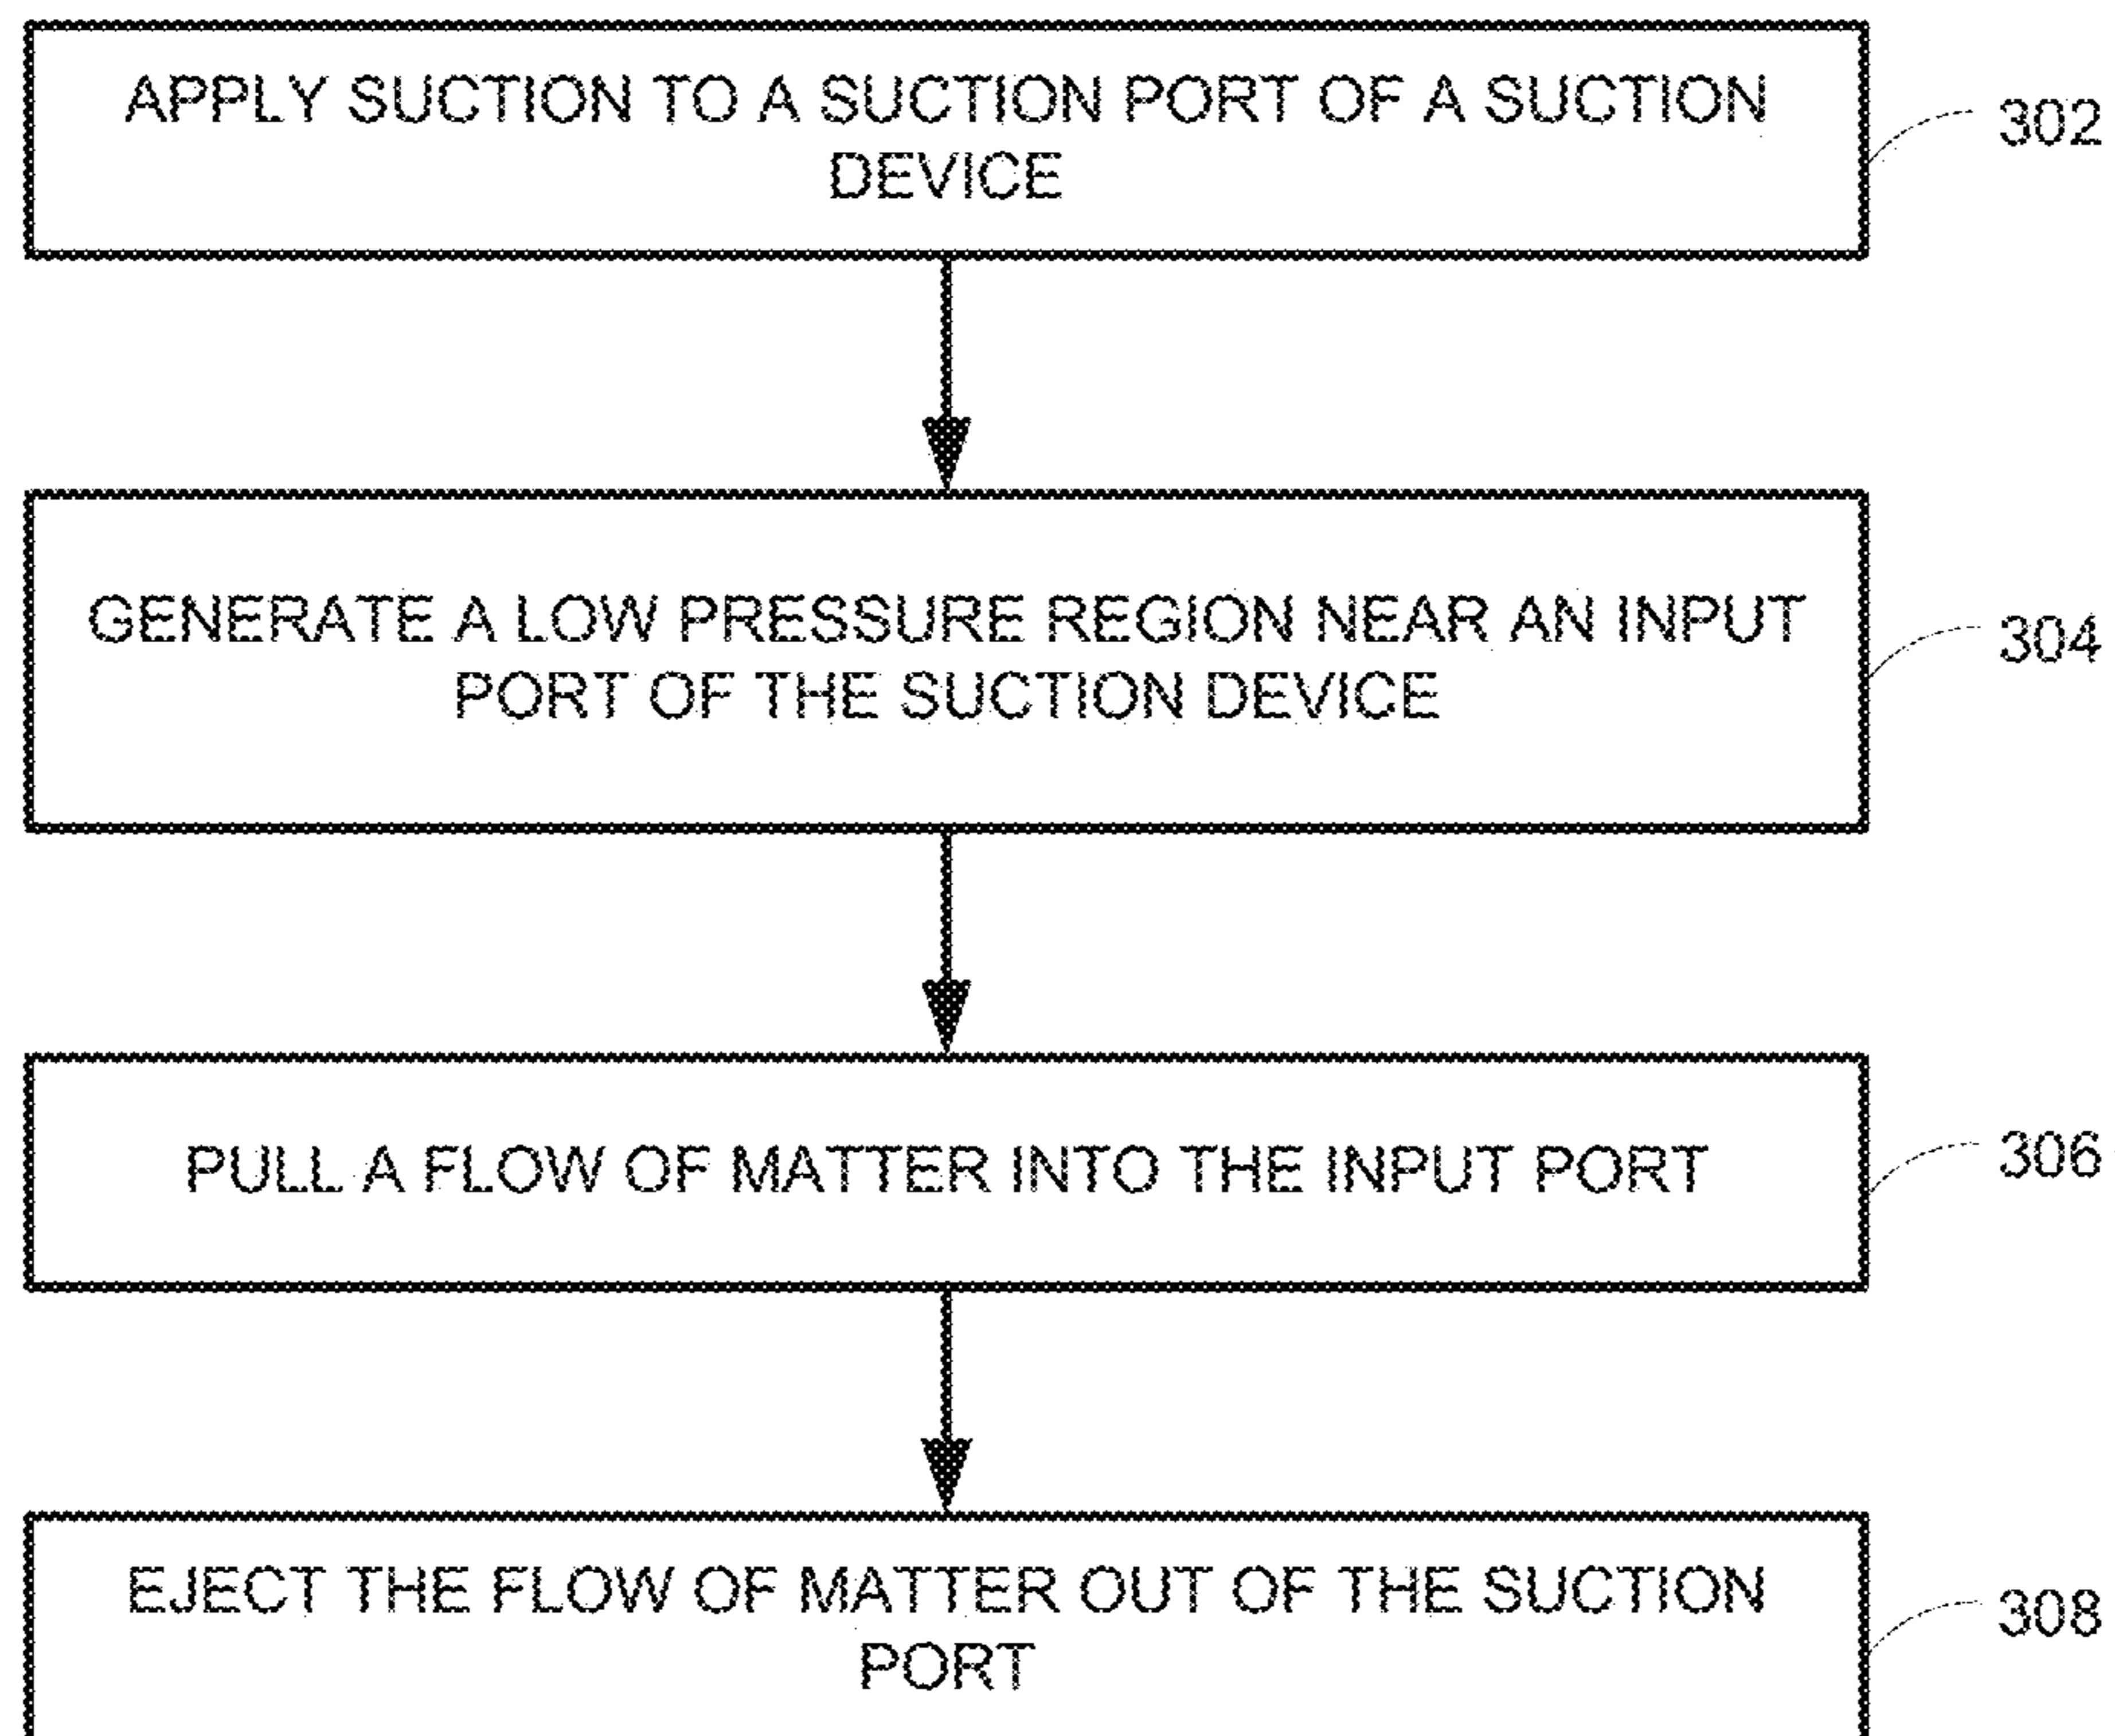 APPLY SUCTION TO A SUCTION PORT OF A SUCTION
DEVICE
302
GENERATE A LOW PRESSURE REGION NEAR AN INPUT
PORT OF THE SUCTION DEVICE
304
PULL A FLOW OF MATTER INTO THE INPUT PORT
306
EJECT THE FLOW OF MATTER OUT OF THE SUCTION
PORT
308